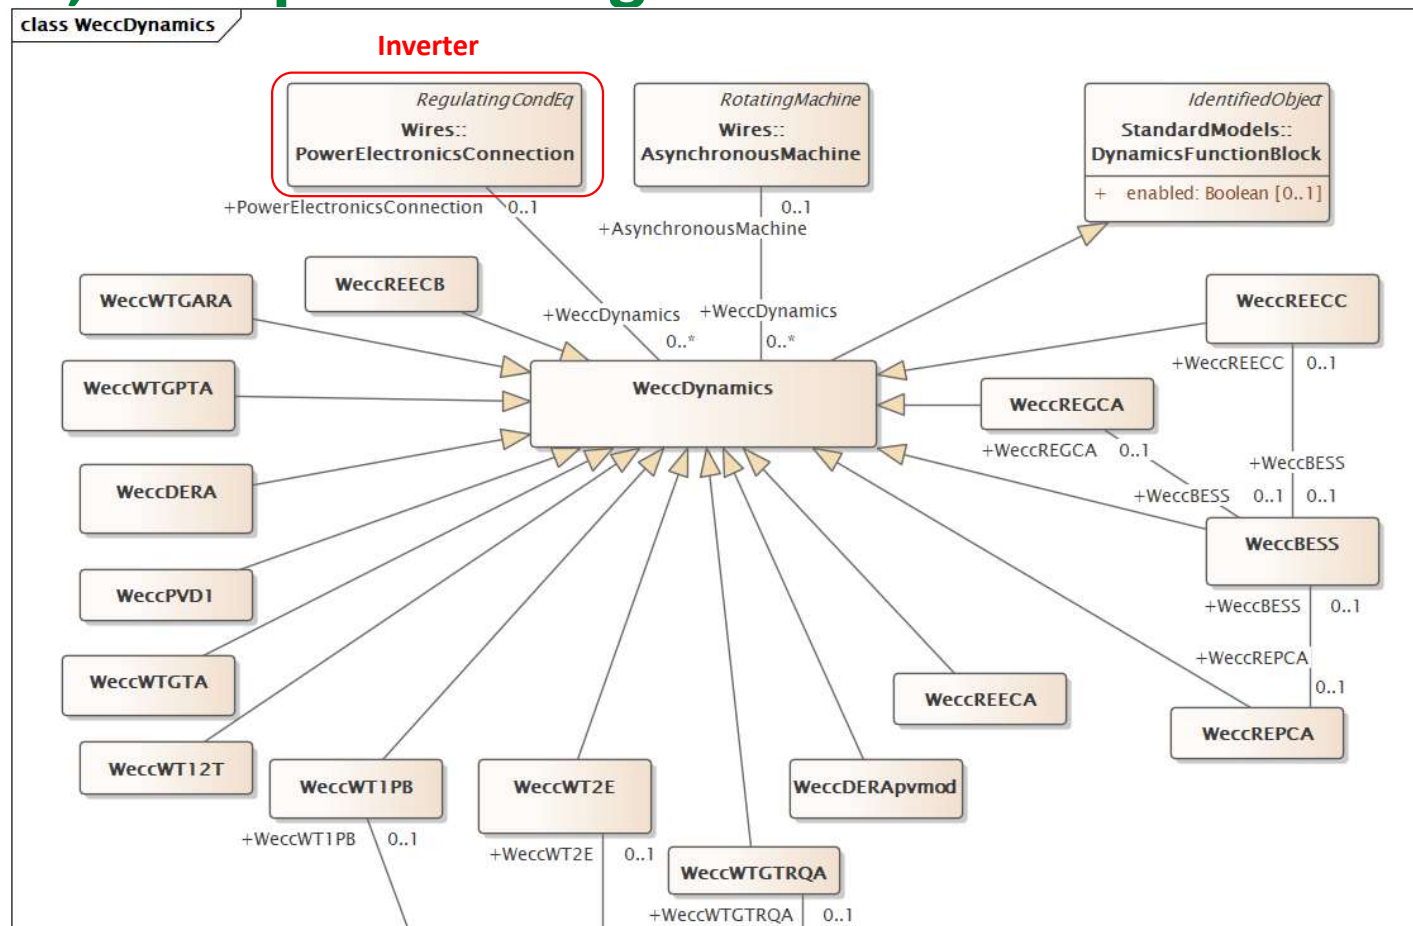 class WeccDynamics
Inverter
RegulatingCondEq
Wires::
PowerElectronicsConnection
RotatingMachine
Wires::
AsynchronousMachine
IdentifiedObject
StandardModels::
DynamicsFunctionBlock
+ enabled: Boolean [0..1]
+PowerElectronicsConnection 0..1
0..1
+AsynchronousMachine
WeccWTGARA
WeccREECB
+WeccDynamics
0..*
+WeccDynamics
0..*
WeccREECC
+WeccREECC 0..1
WeccWTGPTA
WeccDynamics
WeccREGCA
+WeccREGCA 0..1
+WeccBESS
0..1
+WeccBESS 0..1
WeccDERA
WeccBESS
+WeccBESS 0..1
WeccPVD1
+WeccREPCA
0..1
WeccWTGTA
WeccREECA
WeccREPCA
WeccWT12T
WeccWT1PB
+WeccWT1PB 0..1
WeccWT2E
+WeccWT2E 0..1
WeccDERApvmod
WeccWTGTRQA
+WeccWTGTRQA 0..1